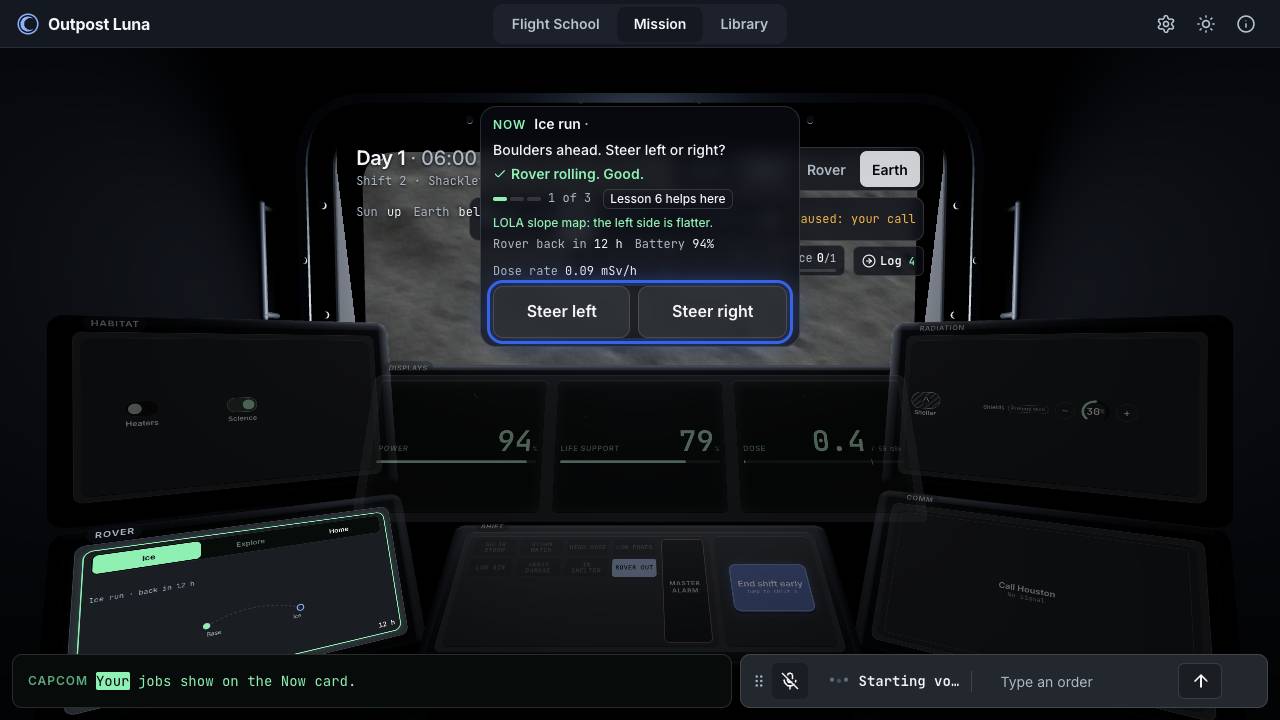 Outpost Luna
Flight School
Mission
Library
NOW Ice run ·
Boulders ahead. Steer left or right?
Rover rolling. Good.
1 of 3 Lesson 6 helps here
LOLA slope map: the left side is flatter.
Rover back in 12 h Battery 94%
Dose rate 0.09 mSv/h
Steer left
Steer right
Day 1 · 06:00
Shift 2 · Shackle
Sun up Earth bel
Rover
Earth
aused: your call
ce 0/1
Log 4
HABITAT
Heaters
Science
DISPLAYS
POWER 94%
LIFE SUPPORT 79%
DOSE 0.4
RADIATION
Shelter
Shields
30%
ROVER
Ice
Explore
Home
Ice run · back in 12 h
Base
Ice
12 h
SHIFT
ROVER OUT
MASTER ALARM
End shift early
COMM
Call Houston
No signal
CAPCOM Your jobs show on the Now card.
Starting vo…
Type an order